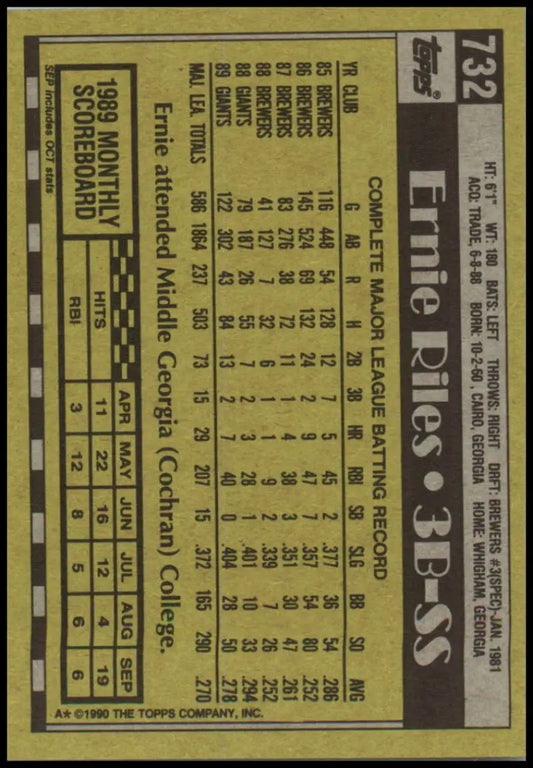 732
HT: 6'1" WT: 180 BATS: LEFT THROWS: RIGHT DRFT: BREWERS #3(SPEC)-JAN. 1981
ACQ: TRADE, 6-8-88 BORN: 10-2-60, CAIRO, GEORGIA HOME: WHIGHAM, GEORGIA
topps® Ernie Riles • 3B-SS
COMPLETE MAJOR LEAGUE BATTING RECORD
YR CLUB G AB R H 2B 3B HR RBI SB SLG BB SO AVG
85 BREWERS 116 448 54 128 12 7 5 45 2 .377 36 54 .286
86 BREWERS 145 524 69 132 24 2 9 47 7 .357 54 80 .252
87 BREWERS 83 276 38 72 11 1 4 38 3 .351 30 47 .261
88 BREWERS 41 127 7 32 6 1 1 9 2 .339 7 26 .252
88 GIANTS 79 187 26 55 7 2 3 28 1 .401 10 33 .294
89 GIANTS 122 302 43 84 13 2 7 40 0 .404 28 50 .278
MAJ. LEA. TOTALS 586 1864 237 503 73 15 29 207 15 .372 165 290 .270
Ernie attended Middle Georgia (Cochran) College.
1989 MONTHLY
SCOREBOARD
APR MAY JUN JUL AUG SEP
HITS 11 22 16 12 4 19
RBI 3 12 8 5 6 6
SEP includes OCT stats
A* ©1990 THE TOPPS COMPANY, INC.